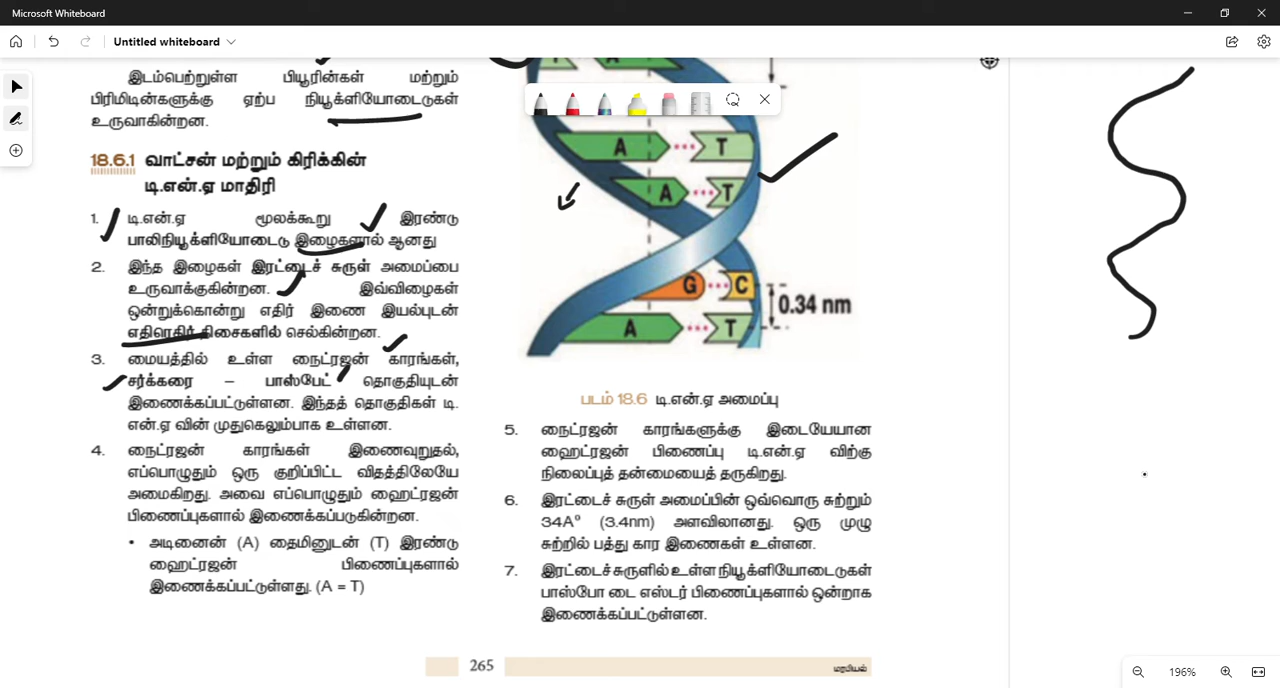 Microsoft Whiteboard
Untitled whiteboard
இடம்பெற்றுள்ள பியூரின்கள் மற்றும்
பிரிமிடின்களுக்கு ஏற்ப நியூக்ளியோடைடுகள்
உருவாகின்றன.
18.6.1 வாட்சன் மற்றும் கிரிக்கின்
டி.என்.ஏ மாதிரி
1. டி.என்.ஏ மூலக்கூறு இரண்டு
பாலிநியூக்ளியோடைடு இழைகளால் ஆனது
2. இந்த இழைகள் இரட்டைச் சுருள் அமைப்பை
உருவாக்குகின்றன. இவ்விழைகள்
ஒன்றுக்கொன்று எதிர் இணை இயல்புடன்
எதிரெதிர் திசைகளில் செல்கின்றன.
3. மையத்தில் உள்ள நைட்ரஜன் காரங்கள்,
சர்க்கரை – பாஸ்பேட் தொகுதியுடன்
இணைக்கப்பட்டுள்ளன. இந்தத் தொகுதிகள் டி.
என்.ஏ வின் முதுகெலும்பாக உள்ளன.
4. நைட்ரஜன் காரங்கள் இணைவுறுதல்,
எப்பொழுதும் ஒரு குறிப்பிட்ட விதத்திலேயே
அமைகிறது. அவை எப்பொழுதும் ஹைட்ரஜன்
பிணைப்புகளால் இணைக்கப்படுகின்றன.
• அடினைன் (A) தைமினுடன் (T) இரண்டு
ஹைட்ரஜன் பிணைப்புகளால்
இணைக்கப்பட்டுள்ளது. (A = T)
A T
A T
G C
0.34 nm
A T
படம் 18.6 டி.என்.ஏ அமைப்பு
5. நைட்ரஜன் காரங்களுக்கு இடையேயான
ஹைட்ரஜன் பிணைப்பு டி.என்.ஏ விற்கு
நிலைப்புத் தன்மையைத் தருகிறது.
6. இரட்டைச் சுருள் அமைப்பின் ஒவ்வொரு சுற்றும்
34Aº (3.4nm) அளவிலானது. ஒரு முழு
சுற்றில் பத்து கார இணைகள் உள்ளன.
7. இரட்டைச் சுருளில் உள்ள நியூக்ளியோடைடுகள்
பாஸ்போ டை எஸ்டர் பிணைப்புகளால் ஒன்றாக
இணைக்கப்பட்டுள்ளன.
265
மரபியல்
196%